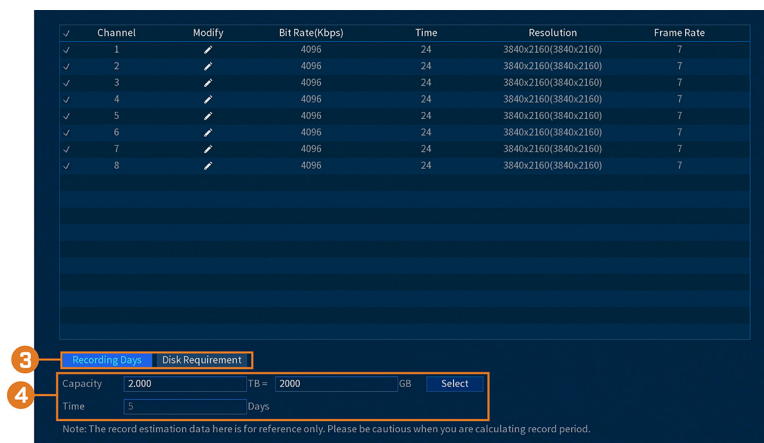 ✓ Channel Modify Bit Rate(Kbps) Time Resolution Frame Rate
✓ 1 4096 24 3840x2160(3840x2160) 7
✓ 2 4096 24 3840x2160(3840x2160) 7
✓ 3 4096 24 3840x2160(3840x2160) 7
✓ 4 4096 24 3840x2160(3840x2160) 7
✓ 5 4096 24 3840x2160(3840x2160) 7
✓ 6 4096 24 3840x2160(3840x2160) 7
✓ 7 4096 24 3840x2160(3840x2160) 7
✓ 8 4096 24 3840x2160(3840x2160) 7
3 Recording Days Disk Requirement
4 Capacity 2.000 TB = 2000 GB Select
Time 5 Days
Note: The record estimation data here is for reference only. Please be cautious when you are calculating record period.